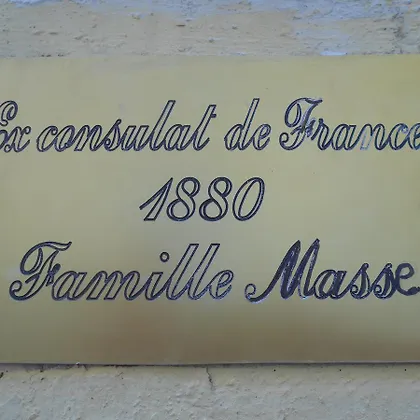 Ex consulat de France
1880
Famille Masse